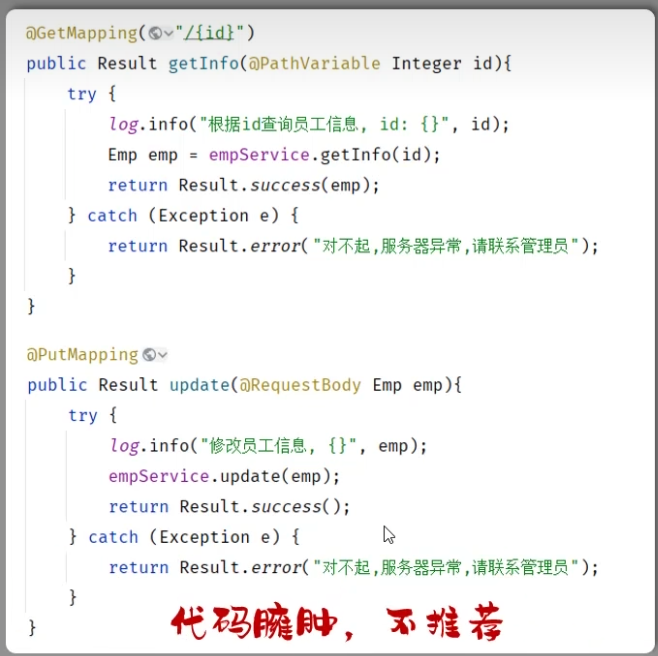 @GetMapping("/{id}")
public Result getInfo(@PathVariable Integer id){
    try {
        log.info("根据id查询员工信息, id: {}", id);
        Emp emp = empService.getInfo(id);
        return Result.success(emp);
    } catch (Exception e) {
        return Result.error("对不起,服务器异常,请联系管理员");
    }
}
@PutMapping
public Result update(@RequestBody Emp emp){
    try {
        log.info("修改员工信息, {}", emp);
        empService.update(emp);
        return Result.success();
    } catch (Exception e) {
        return Result.error("对不起,服务器异常,请联系管理员");
    }
}
代码臃肿，不推荐